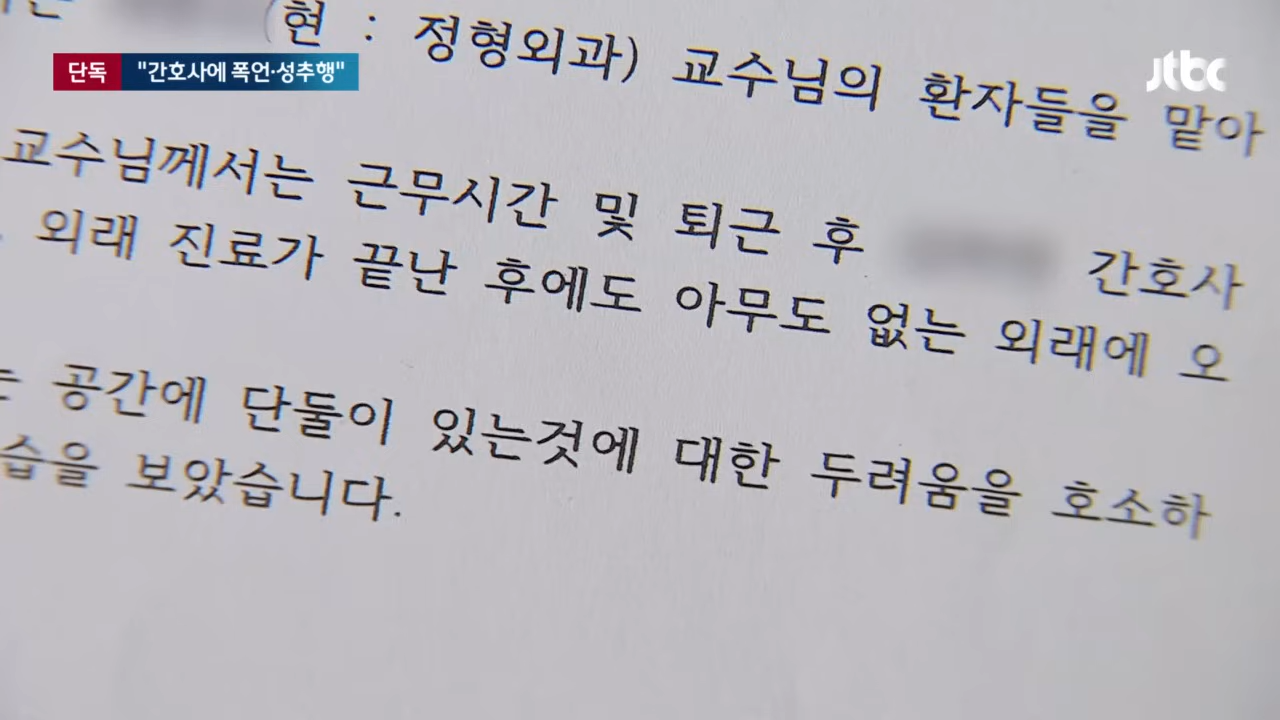 단독 "간호사에 폭언·성추행"
jtbc
(현 : 정형외과) 교수님의 환자들을 맡아
교수님께서는 근무시간 및 퇴근 후 간호사
외래 진료가 끝난 후에도 아무도 없는 외래에 오
는 공간에 단둘이 있는것에 대한 두려움을 호소하
습을 보았습니다.